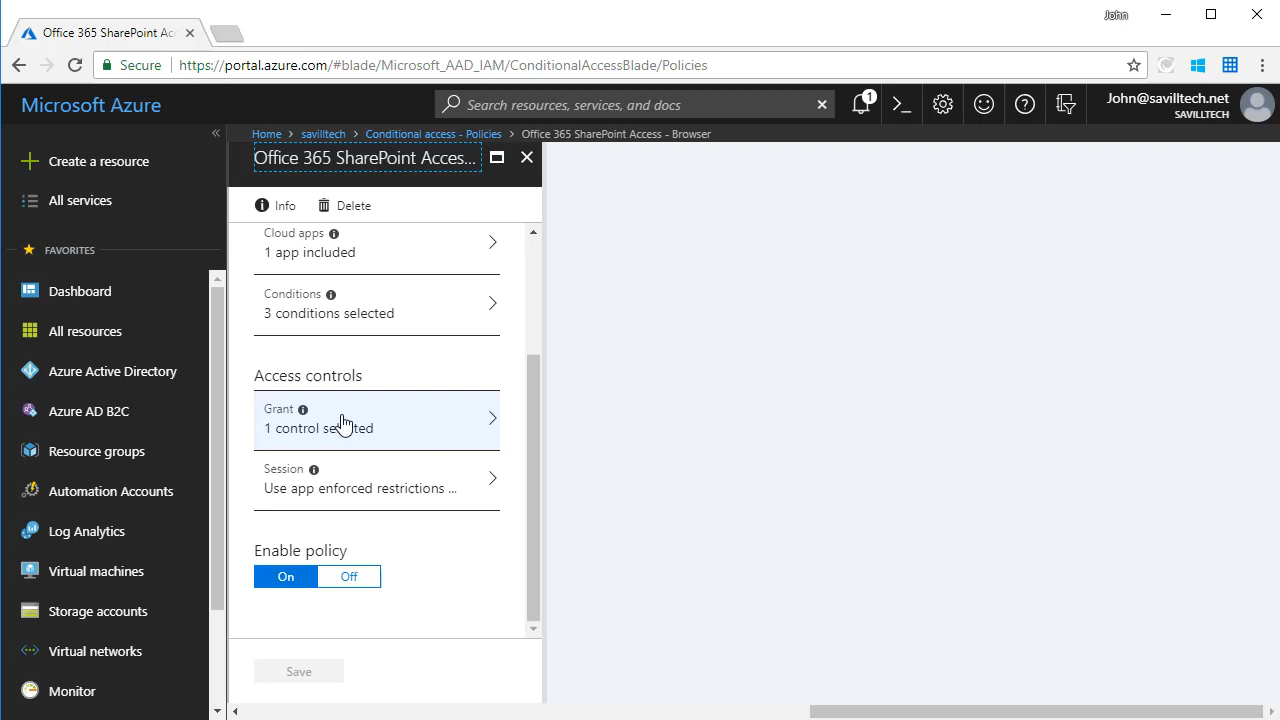 John
Office 365 SharePoint Ac
Secure
https://portal.azure.com/#blade/Microsoft_AAD_IAM/ConditionalAccessBlade/Policies
Microsoft Azure
Search resources, services, and docs
1
John@savilltech.net
SAVILLTECH
Home > savilltech > Conditional access - Policies > Office 365 SharePoint Access - Browser
Create a resource
All services
FAVORITES
Dashboard
All resources
Azure Active Directory
Azure AD B2C
Resource groups
Automation Accounts
Log Analytics
Virtual machines
Storage accounts
Virtual networks
Monitor
Office 365 SharePoint Acces...
Info
Delete
Cloud apps
1 app included
Conditions
3 conditions selected
Access controls
Grant
1 control selected
Session
Use app enforced restrictions ...
Enable policy
On
Off
Save